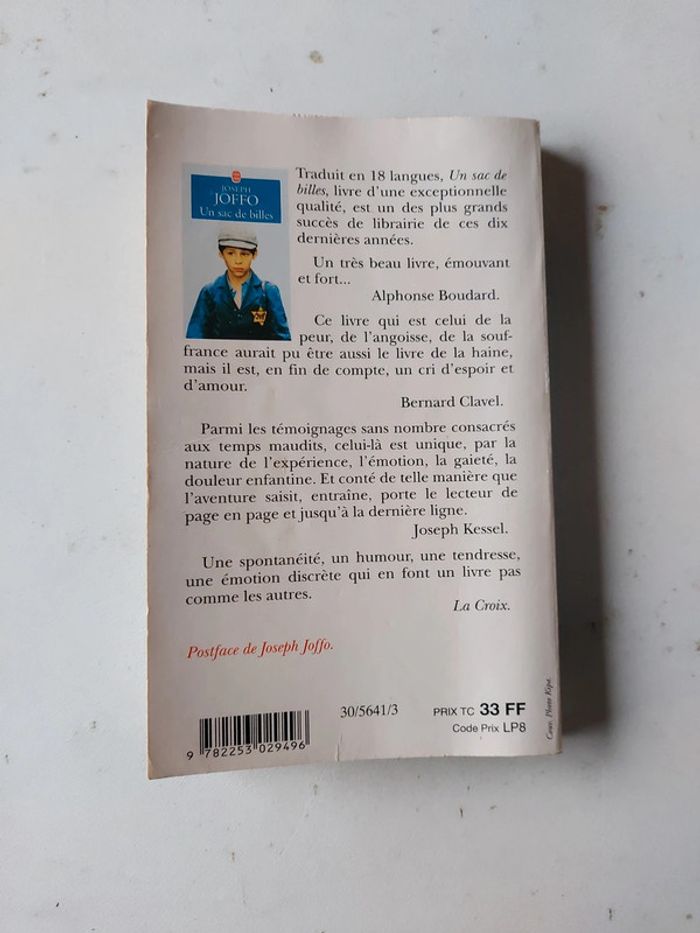 JOSEPH
JOFFO
Un sac de billes
Traduit en 18 langues, Un sac de
billes, livre d'une exceptionnelle
qualité, est un des plus grands
succès de librairie de ces dix
dernières années.
Un très beau livre, émouvant
et fort...
Alphonse Boudard.
Ce livre qui est celui de la
peur, de l'angoisse, de la souf-
france aurait pu être aussi le livre de la haine,
mais il est, en fin de compte, un cri d'espoir et
d'amour.
Bernard Clavel.
Parmi les témoignages sans nombre consacrés
aux temps maudits, celui-là est unique, par la
nature de l'expérience, l'émotion, la gaieté, la
douleur enfantine. Et conté de telle manière que
l'aventure saisit, entraîne, porte le lecteur de
page en page et jusqu'à la dernière ligne.
Joseph Kessel.
Une spontanéité, un humour, une tendresse,
une émotion discrète qui en font un livre pas
comme les autres.
La Croix.
Postface de Joseph Joffo.
30/5641/3
PRIX TC 33 FF
Code Prix LP8
9 782253 029496
Couv. Photo Kipa.